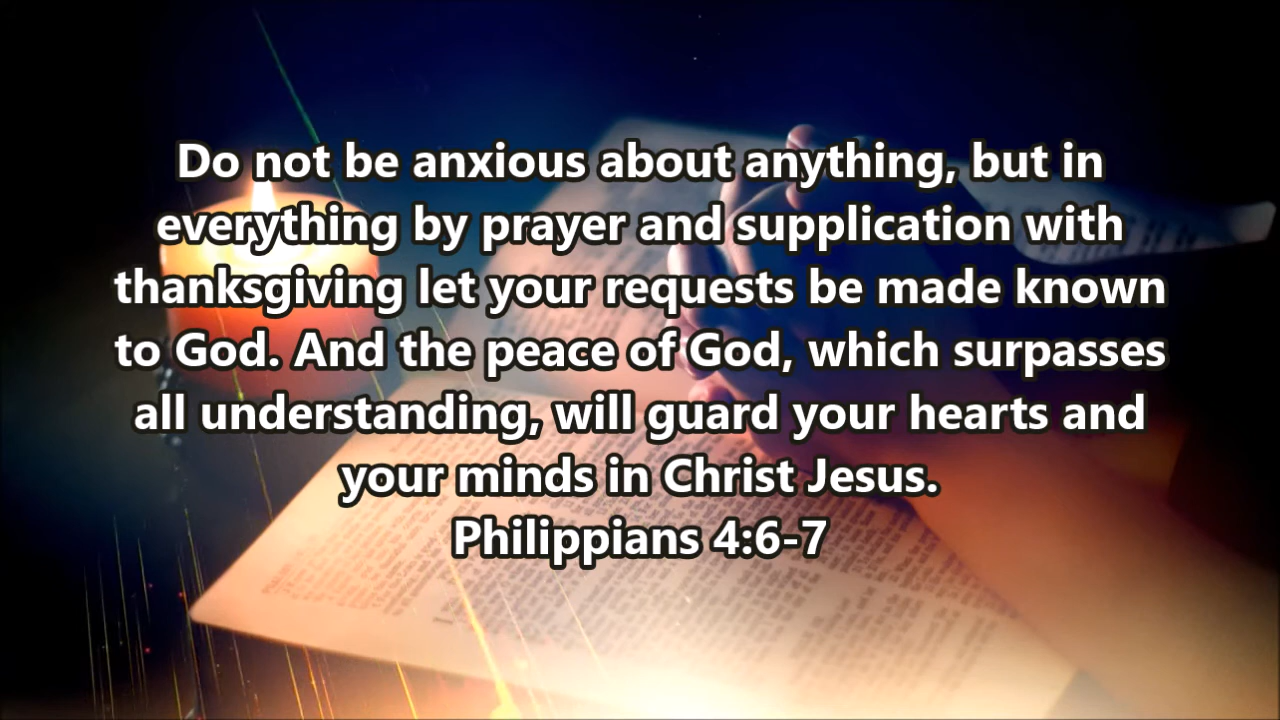 Do not be anxious about anything, but in
everything by prayer and supplication with
thanksgiving let your requests be made known
to God. And the peace of God, which surpasses
all understanding, will guard your hearts and
your minds in Christ Jesus.
Philippians 4:6-7